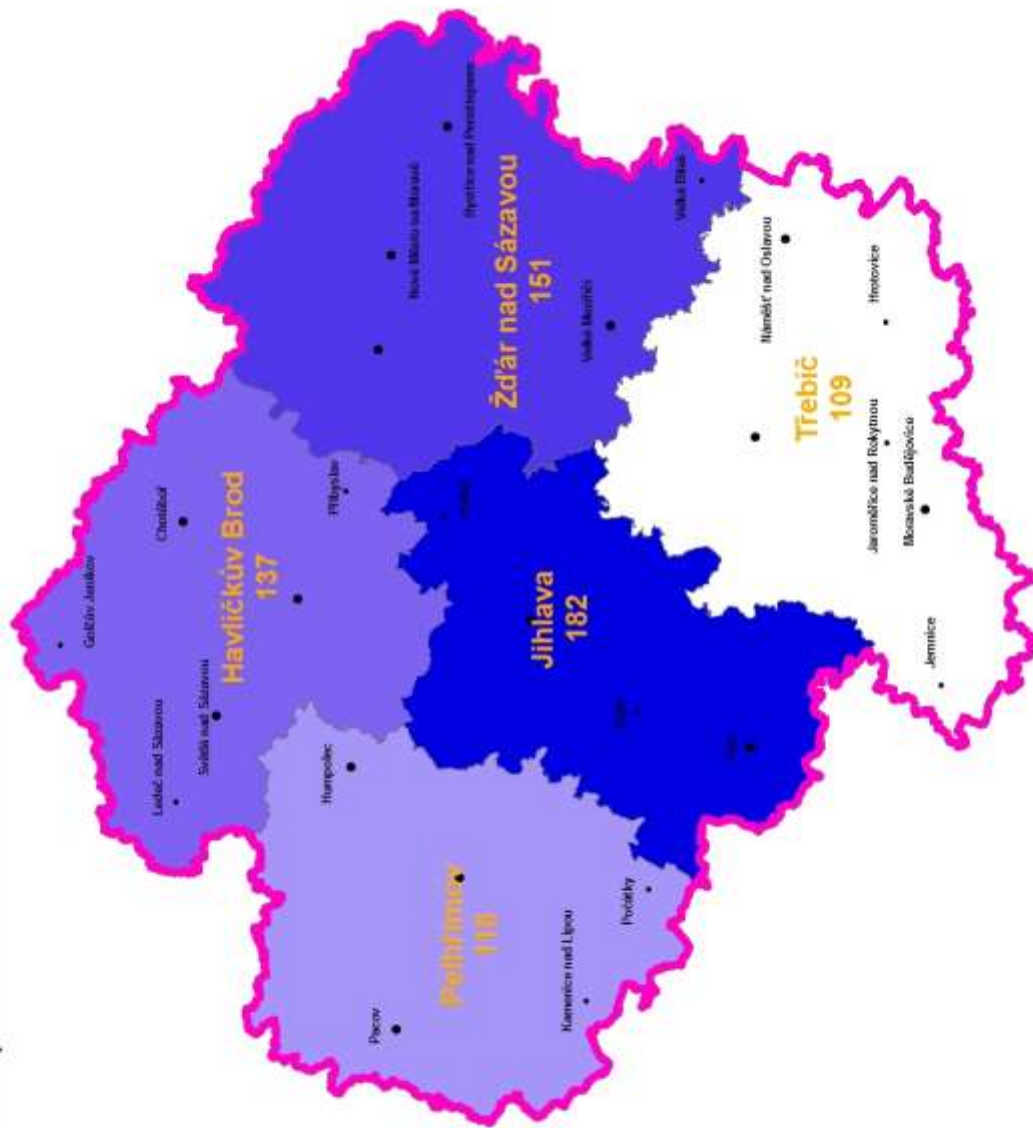 Golčův Jeníkov
Chotěboř
Ledeč nad Sázavou
Světlá nad Sázavou
Havlíčkův Brod
137
Přibyslav
Humpolec
Pacov
Pelhřimov
118
Kamenice nad Lipou
Počátky
Nové Město na Moravě
Bystřice nad Pernštejnem
Žďár nad Sázavou
151
Velké Meziříčí
Velká Bíteš
Jihlava
182
Náměšť nad Oslavou
Třebíč
109
Hrotovice
Jaroměřice nad Rokytnou
Moravské Budějovice
Jemnice